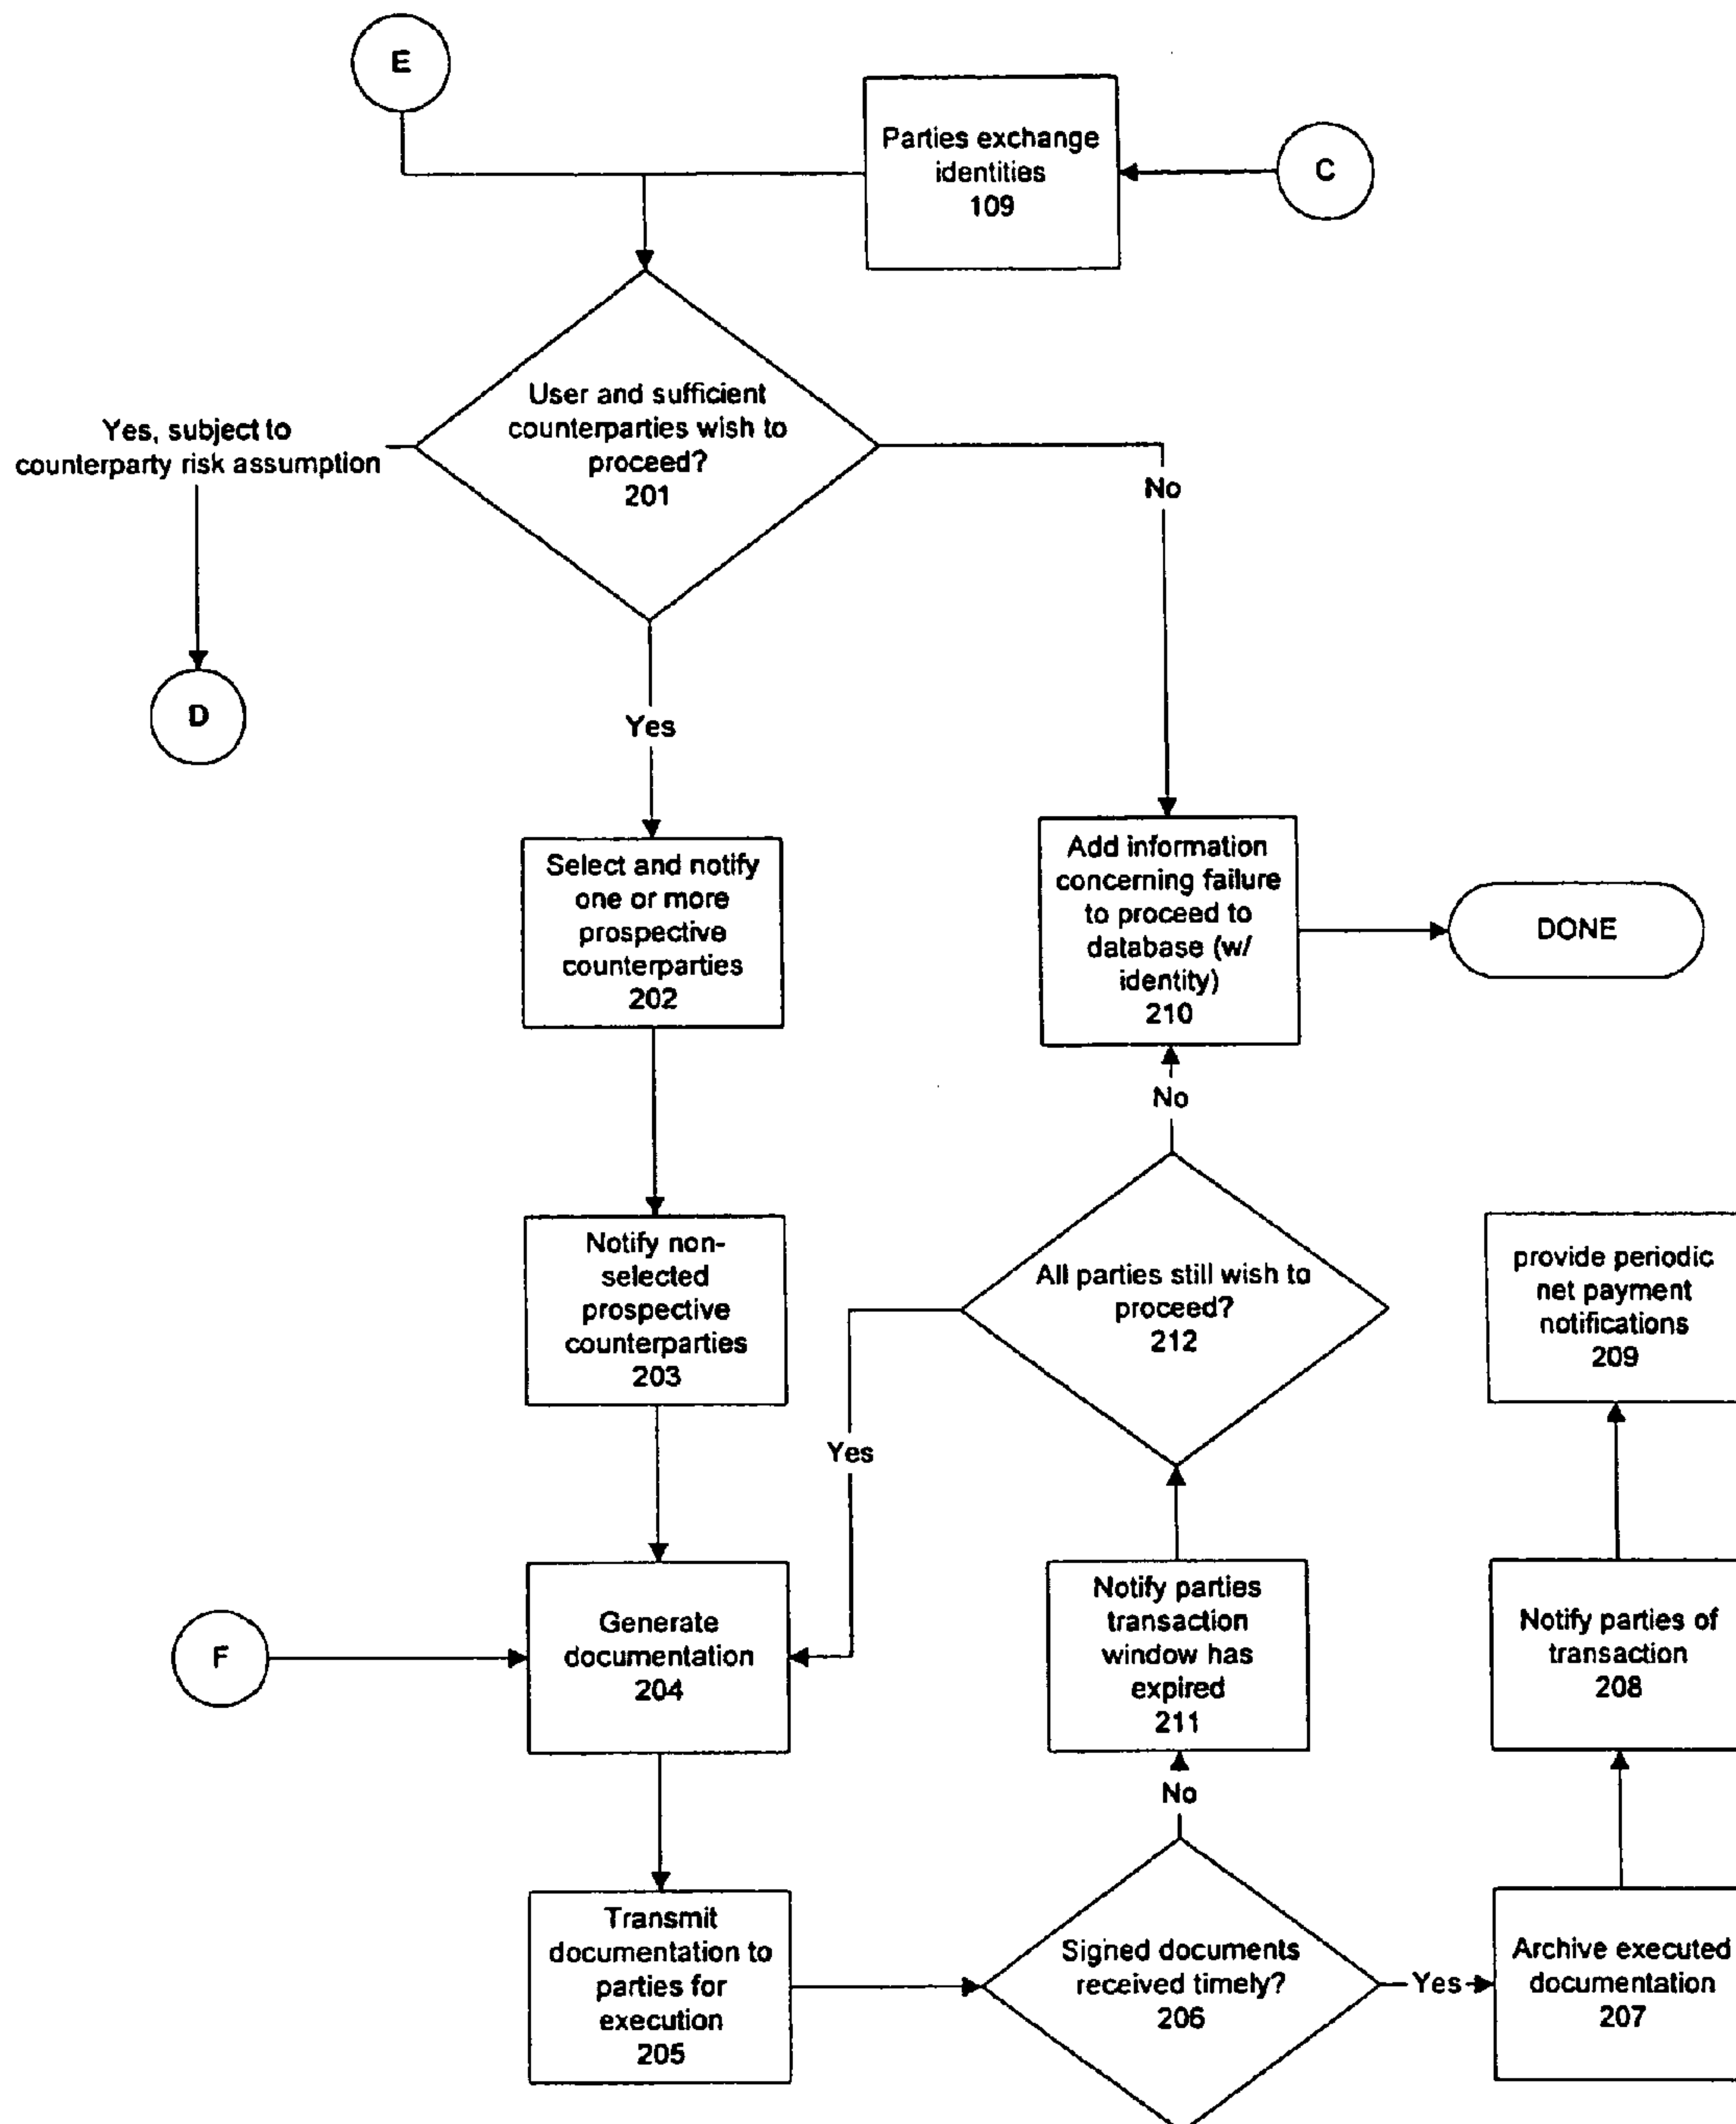 E
Parties exchange
identities
109
C
User and sufficient
counterparties wish to
proceed?
201
Yes, subject to
counterparty risk assumption
No
D
Yes
Select and notify
one or more
prospective
counterparties
202
Add information
concerning failure
to proceed to
database (w/
identity)
210
DONE
No
Notify non-
selected
prospective
counterparties
203
All parties still wish to
proceed?
212
provide periodic
net payment
notifications
209
Yes
F
Generate
documentation
204
Notify parties
transaction
window has
expired
211
Notify parties of
transaction
208
No
Transmit
documentation to
parties for
execution
205
Signed documents
received timely?
206
Yes
Archive executed
documentation
207